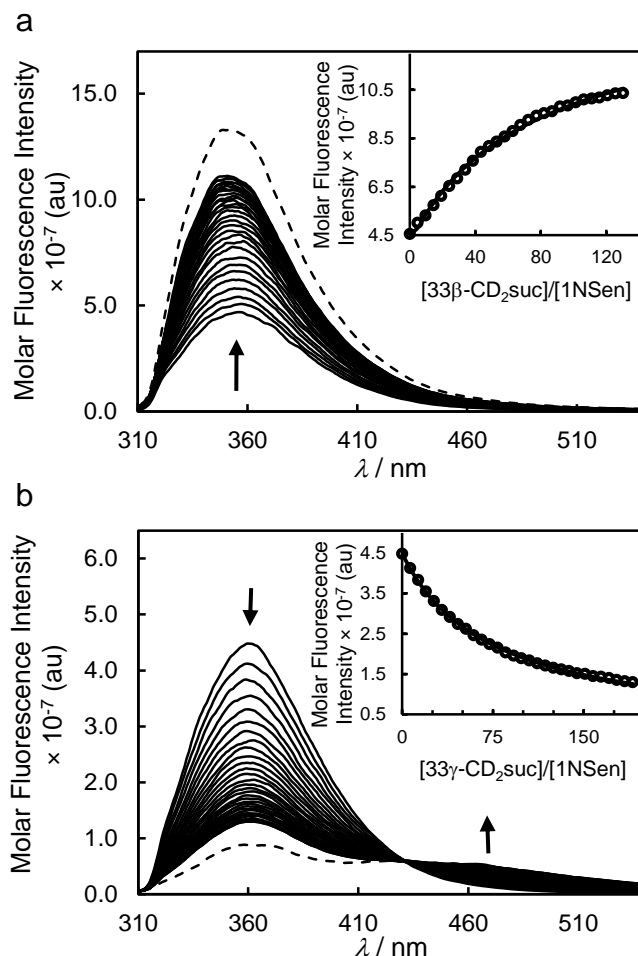 a
Molar Fluorescence Intensity
× 10⁻⁷ (au)
15.0
10.0
5.0
0.0
310
360
410
460
510
λ / nm
Molar Fluorescence
Intensity × 10⁻⁷ (au)
10.5
8.5
6.5
4.5
0
40
80
120
[33β-CD₂suc]/[1NSen]
b
Molar Fluorescence Intensity
× 10⁻⁷ (au)
6.0
5.0
4.0
3.0
2.0
1.0
0.0
310
360
410
460
510
λ / nm
Molar Fluorescence
Intensity × 10⁻⁷ (au)
4.5
3.5
2.5
1.5
0.5
0
75
150
[33γ-CD₂suc]/[1NSen]